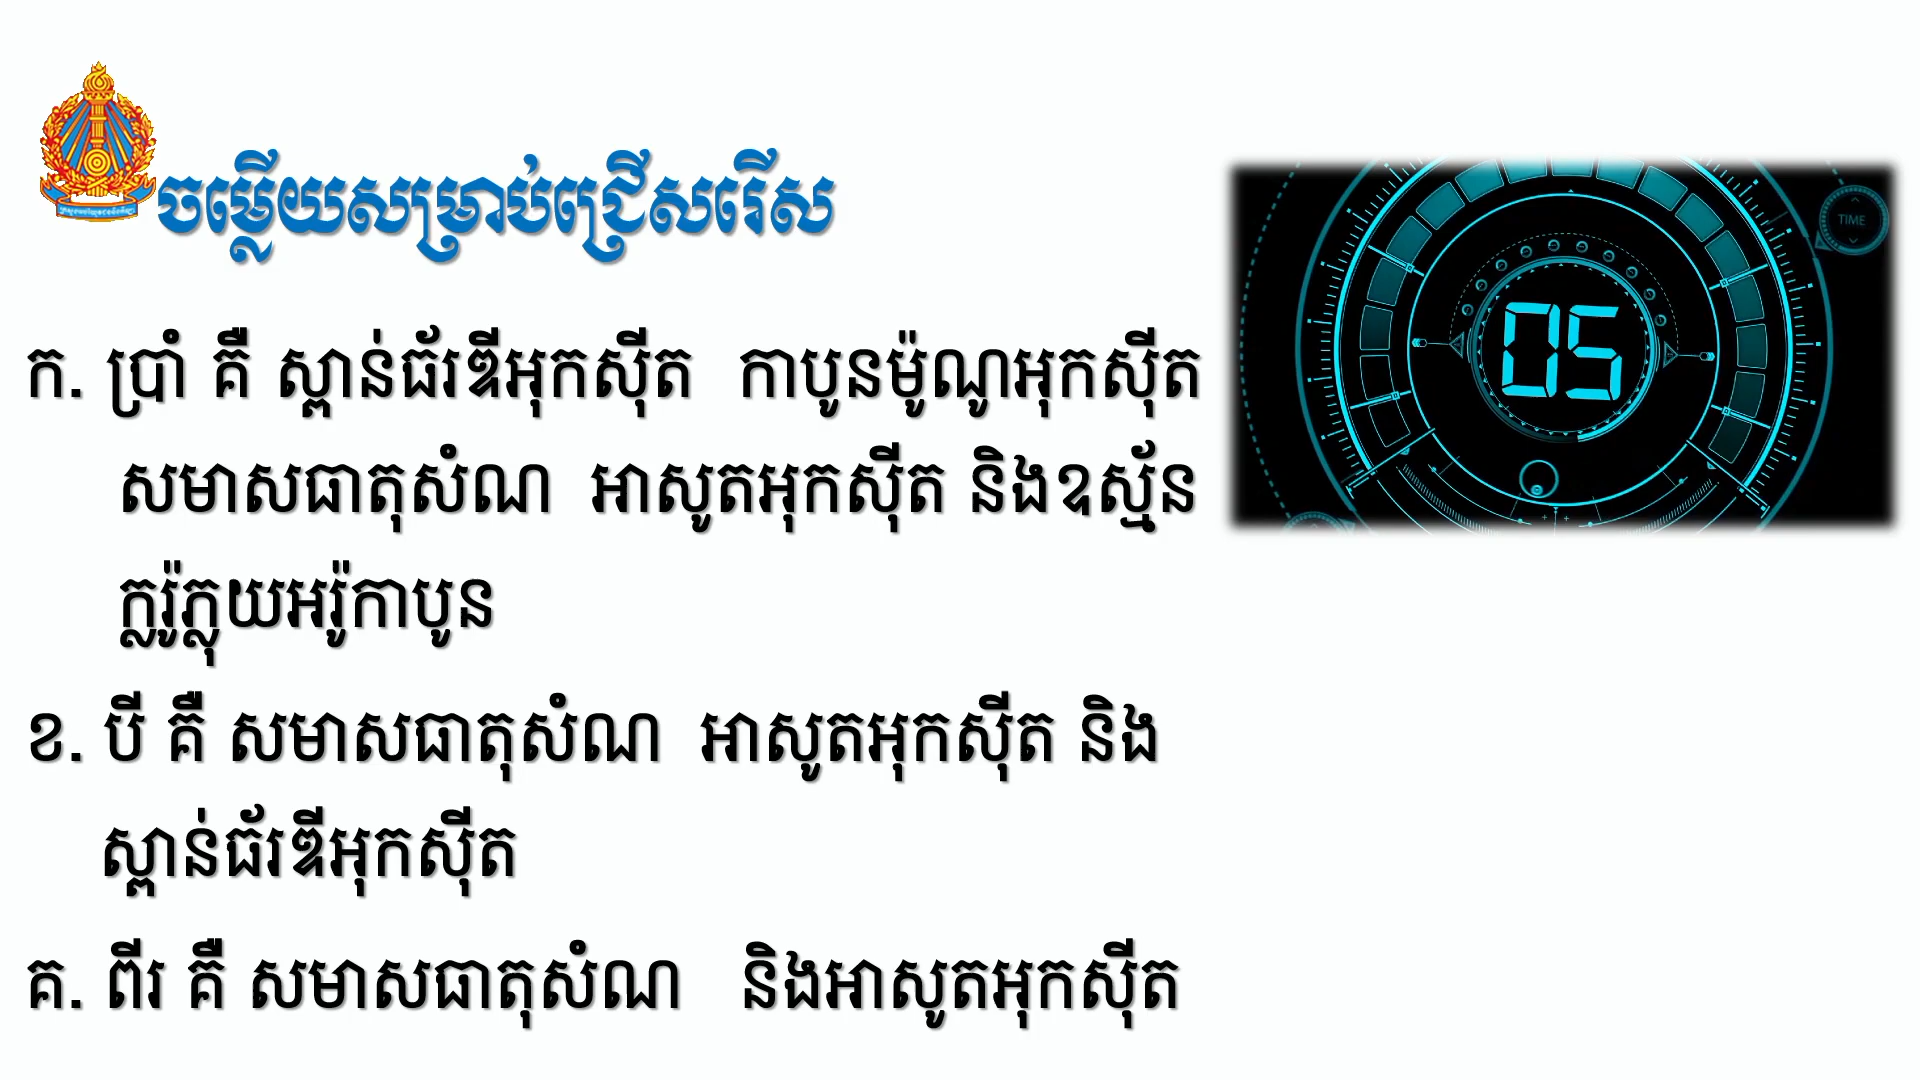 ចម្លើយសម្រាប់ជ្រើសរើស
TIME
05
ក. ប្រាំ គឺ ស្ពាន់ធ័រឌីអុកស៊ីត កាបូនម៉ូណូអុកស៊ីត
សមាសធាតុសំណ អាសូតអុកស៊ីត និងឧស្ម័ន
ក្លរ៉ូភ្លុយអរ៉ូកាបូន
ខ. បី គឺ សមាសធាតុសំណ អាសូតអុកស៊ីត និង
ស្ពាន់ធ័រឌីអុកស៊ីត
គ. ពីរ គឺ សមាសធាតុសំណ និងអាសូតអុកស៊ីត